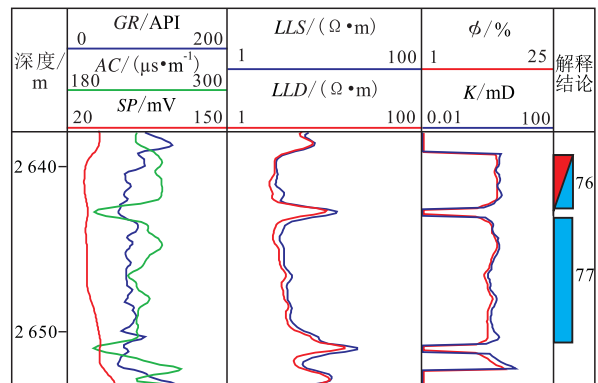 深度/
m
GR/API
0 200
AC/(μs•m-1)
180 300
SP/mV
20 150
LLS/(Ω•m)
1 100
LLD/(Ω•m)
1 100
ϕ/%
1 25
K/mD
0.01 100
解释
结论
2 640
2 650
76
77